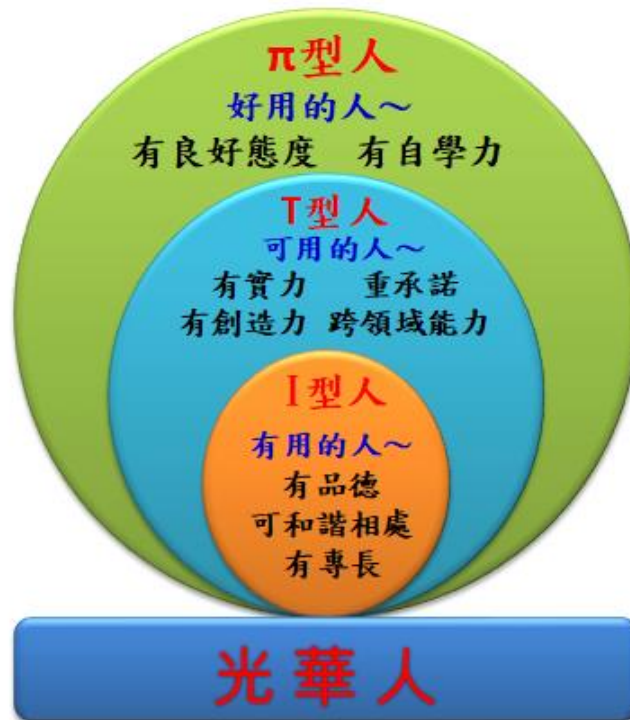 π型人
好用的人～
有良好態度　有自學力
T型人
可用的人～
有實力　重承諾
有創造力 跨領域能力
I型人
有用的人～
有品德
可和諧相處
有專長
光華人